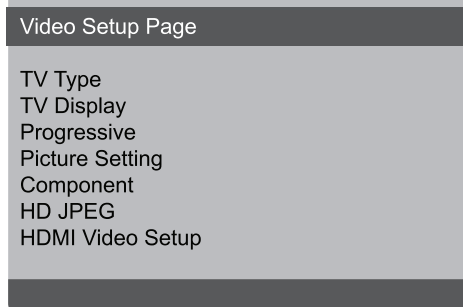 Video Setup Page
TV Type
TV Display
Progressive
Picture Setting
Component
HD JPEG
HDMI Video Setup